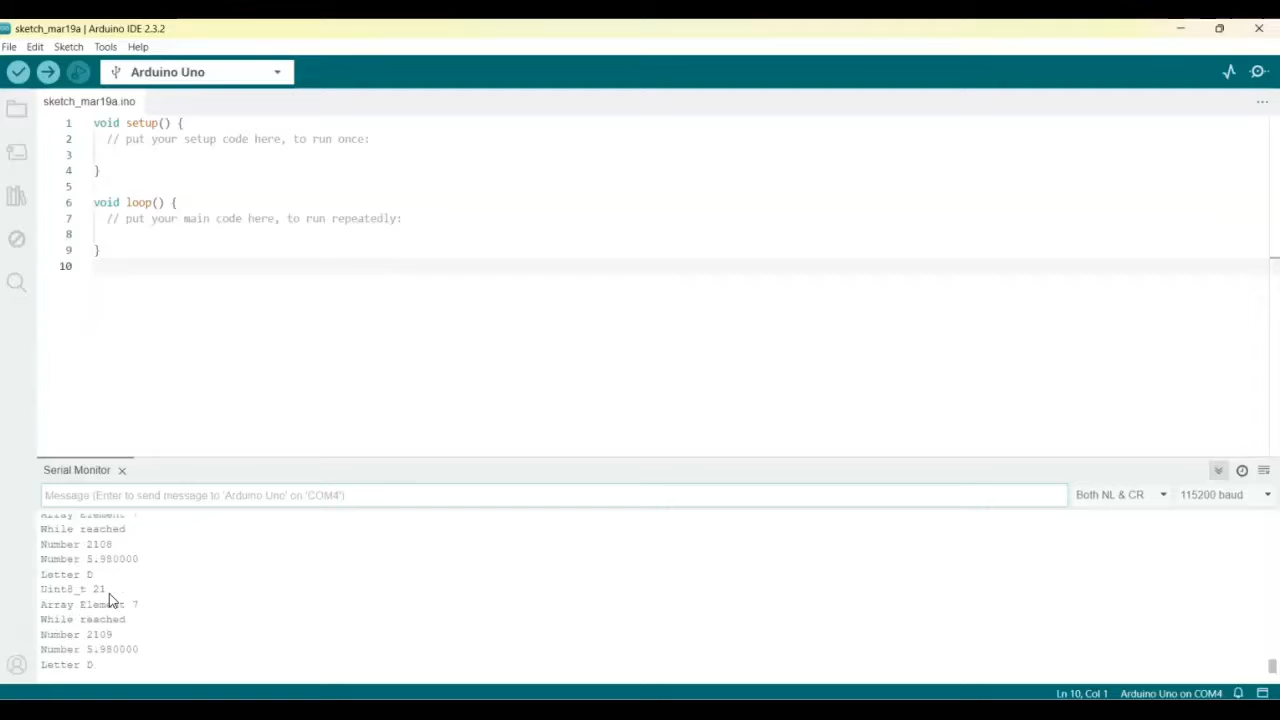 sketch_mar19a | Arduino IDE 2.3.2
File Edit Sketch Tools Help
Arduino Uno
sketch_mar19a.ino
1 void setup() {
2 // put your setup code here, to run once:
3
4 }
5
6 void loop() {
7 // put your main code here, to run repeatedly:
8
9 }
10
Serial Monitor
Message (Enter to send message to 'Arduino Uno' on 'COM4') Both NL & CR 115200 baud
Array Element 7
While reached
Number 2108
Number 5.980000
Letter D
Uint8_t 21
Array Element 7
While reached
Number 2109
Number 5.980000
Letter D
Ln 10, Col 1 Arduino Uno on COM4